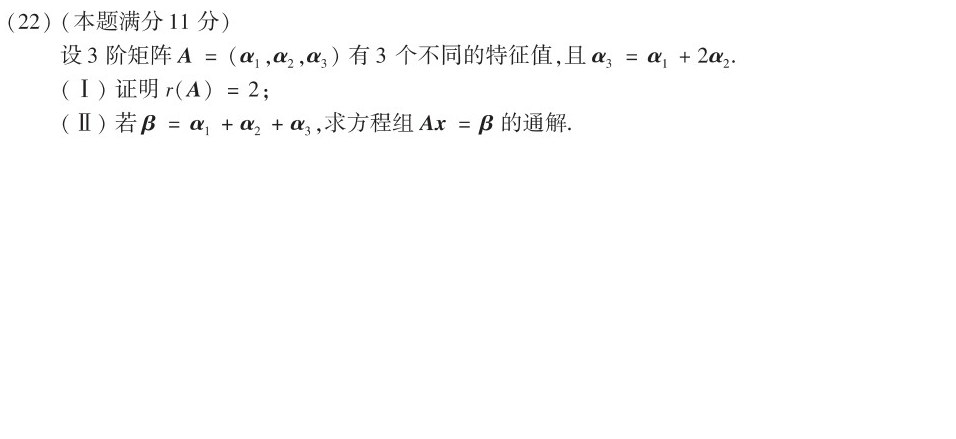 (22)(本题满分 11 分)
设 3 阶矩阵 A = (α₁,α₂,α₃) 有 3 个不同的特征值,且 α₃ = α₁ + 2α₂.
(Ⅰ)证明 r(A) = 2;
(Ⅱ)若 β = α₁ + α₂ + α₃,求方程组 Ax = β 的通解.